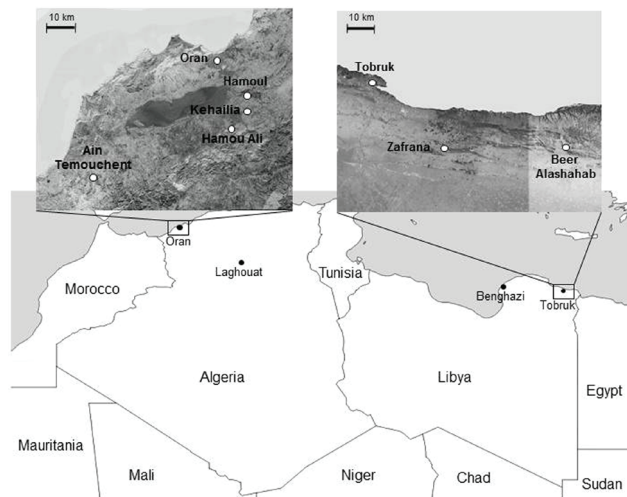 10 km
Oran
Hamoul
Kehailia
Hamou Ali
Ain
Temouchent
10 km
Tobruk
Zafrana
Beer
Alashahab
Oran
Laghouat
Tunisia
Morocco
Benghazi
Tobruk
Algeria
Libya
Egypt
Mauritania
Mali
Niger
Chad
Sudan